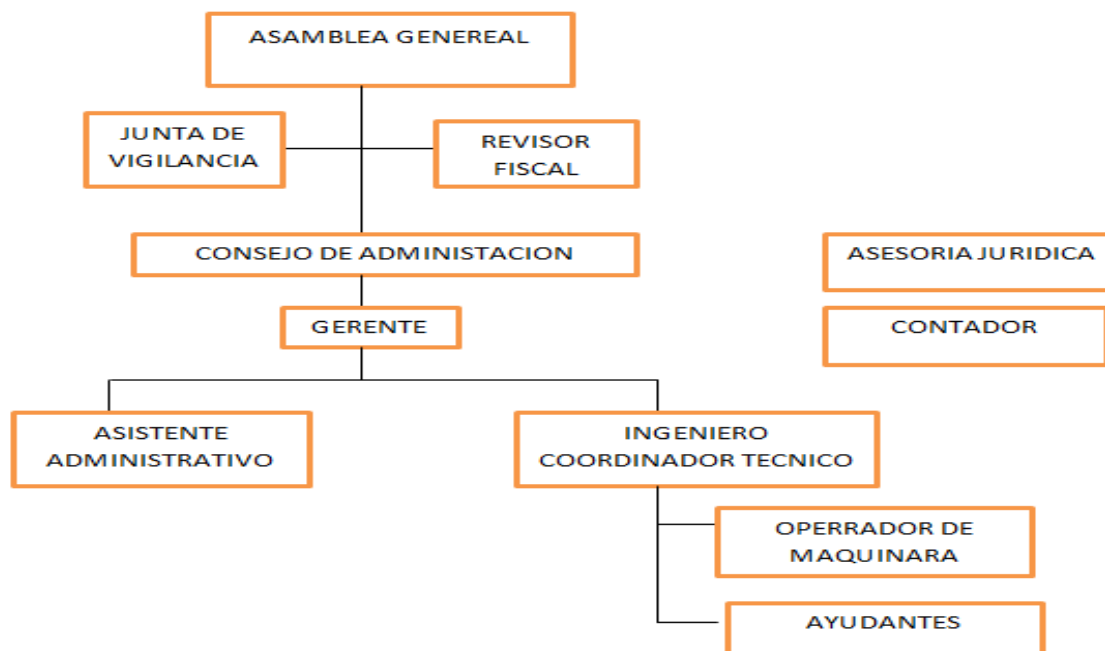 ASAMBLEA GENEREAL
JUNTA DE
VIGILANCIA
REVISOR
FISCAL
CONSEJO DE ADMINISTACION
ASESORIA JURIDICA
GERENTE
CONTADOR
ASISTENTE
ADMINISTRATIVO
INGENIERO
COORDINADOR TECNICO
OPERRADOR DE
MAQUINARA
AYUDANTES